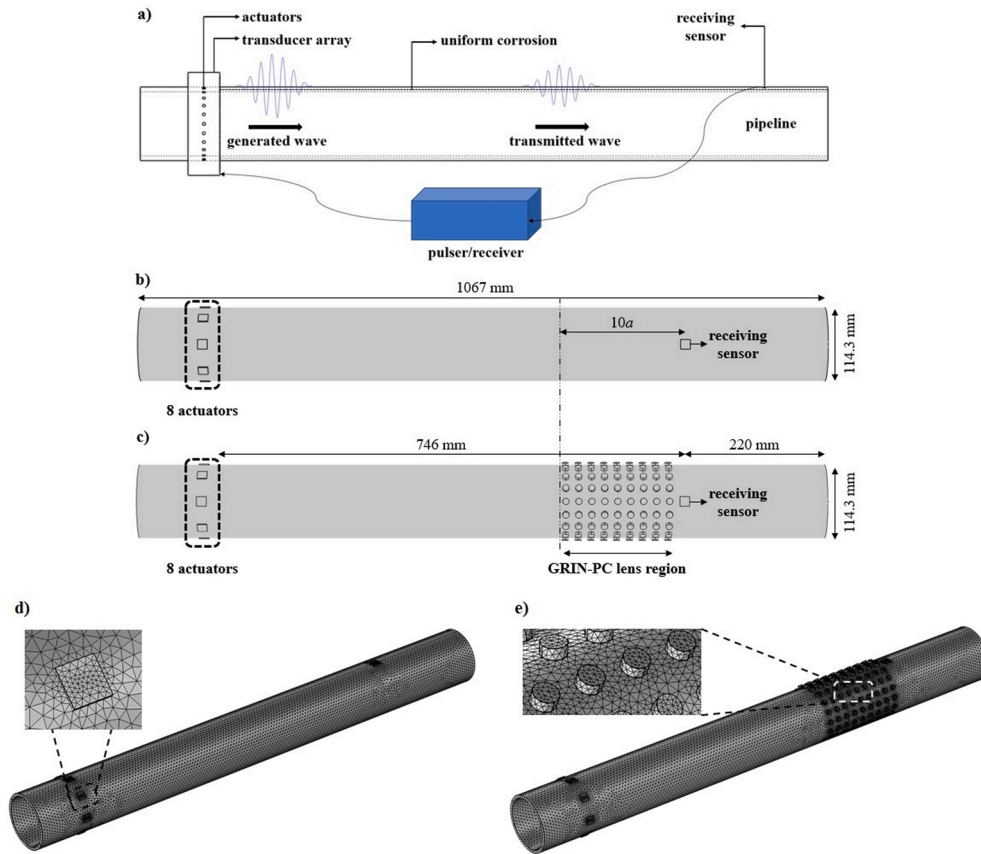 a)
actuators
transducer array
uniform corrosion
receiving
sensor
generated wave
transmitted wave
pipeline
pulser/receiver
b)
1067 mm
10a
receiving
sensor
114.3 mm
8 actuators
c)
746 mm
220 mm
receiving
sensor
114.3 mm
8 actuators
GRIN-PC lens region
d)
e)